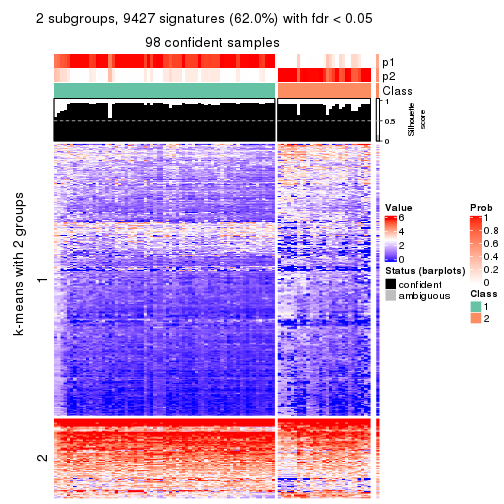 2 subgroups, 9427 signatures (62.0%) with fdr < 0.05
98 confident samples
p1
p2
Class
1
0.5
0
Silhouette
score
k-means with 2 groups
1
2
Value
6
4
2
0
Status (barplots)
confident
ambiguous
Prob
1
0.8
0.6
0.4
0.2
0
Class
1
2